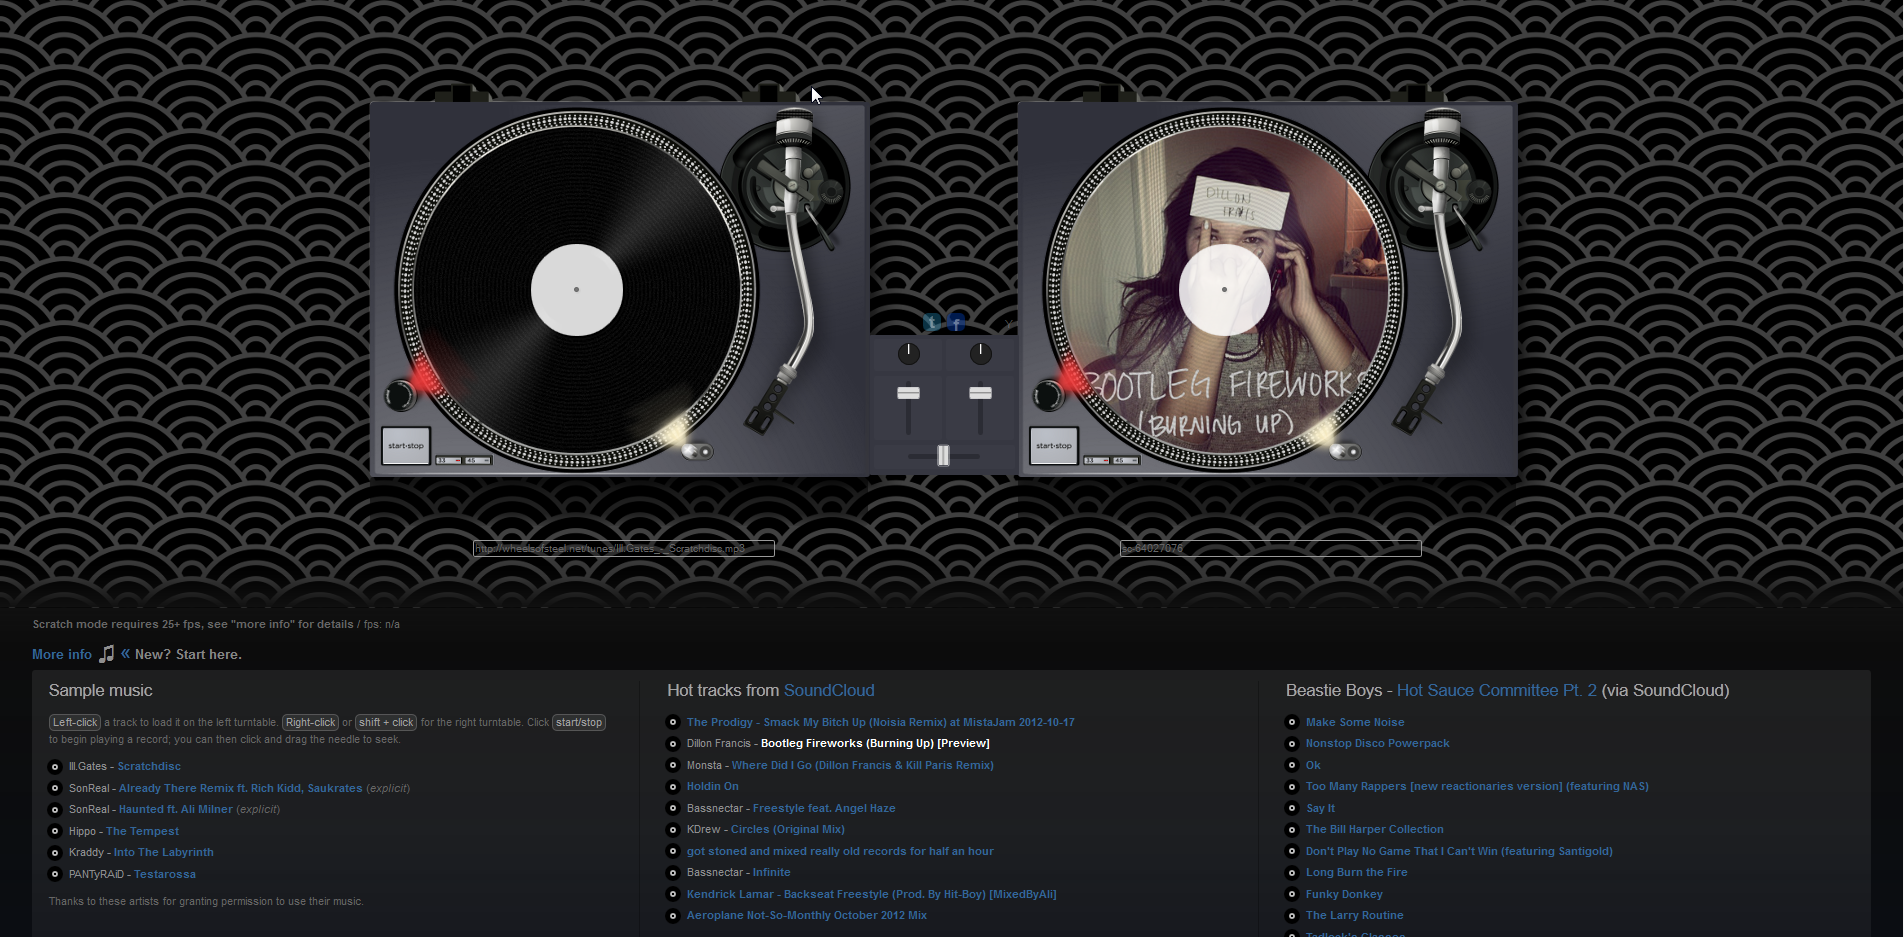 DILLON
FRANCIS
BOOTLEG FIREWORKS
(BURNING UP)
t f
start·stop
33 45
start·stop
33 45
http://wheelsofsteel.net/tunes/Ill.Gates_-_Scratchdisc.mp3
sc-64027076
Scratch mode requires 25+ fps, see "more info" for details / fps: n/a
More info « New? Start here.
Sample music
Left-click a track to load it on the left turntable. Right-click or shift + click for the right turntable. Click start/stop
to begin playing a record; you can then click and drag the needle to seek.
Ill.Gates - Scratchdisc
SonReal - Already There Remix ft. Rich Kidd, Saukrates (explicit)
SonReal - Haunted ft. Ali Milner (explicit)
Hippo - The Tempest
Kraddy - Into The Labyrinth
PANTyRAiD - Testarossa
Thanks to these artists for granting permission to use their music.
Hot tracks from SoundCloud
The Prodigy - Smack My Bitch Up (Noisia Remix) at MistaJam 2012-10-17
Dillon Francis - Bootleg Fireworks (Burning Up) [Preview]
Monsta - Where Did I Go (Dillon Francis & Kill Paris Remix)
Holdin On
Bassnectar - Freestyle feat. Angel Haze
KDrew - Circles (Original Mix)
got stoned and mixed really old records for half an hour
Bassnectar - Infinite
Kendrick Lamar - Backseat Freestyle (Prod. By Hit-Boy) [MixedByAli]
Aeroplane Not-So-Monthly October 2012 Mix
Beastie Boys - Hot Sauce Committee Pt. 2 (via SoundCloud)
Make Some Noise
Nonstop Disco Powerpack
Ok
Too Many Rappers [new reactionaries version] (featuring NAS)
Say It
The Bill Harper Collection
Don't Play No Game That I Can't Win (featuring Santigold)
Long Burn the Fire
Funky Donkey
The Larry Routine